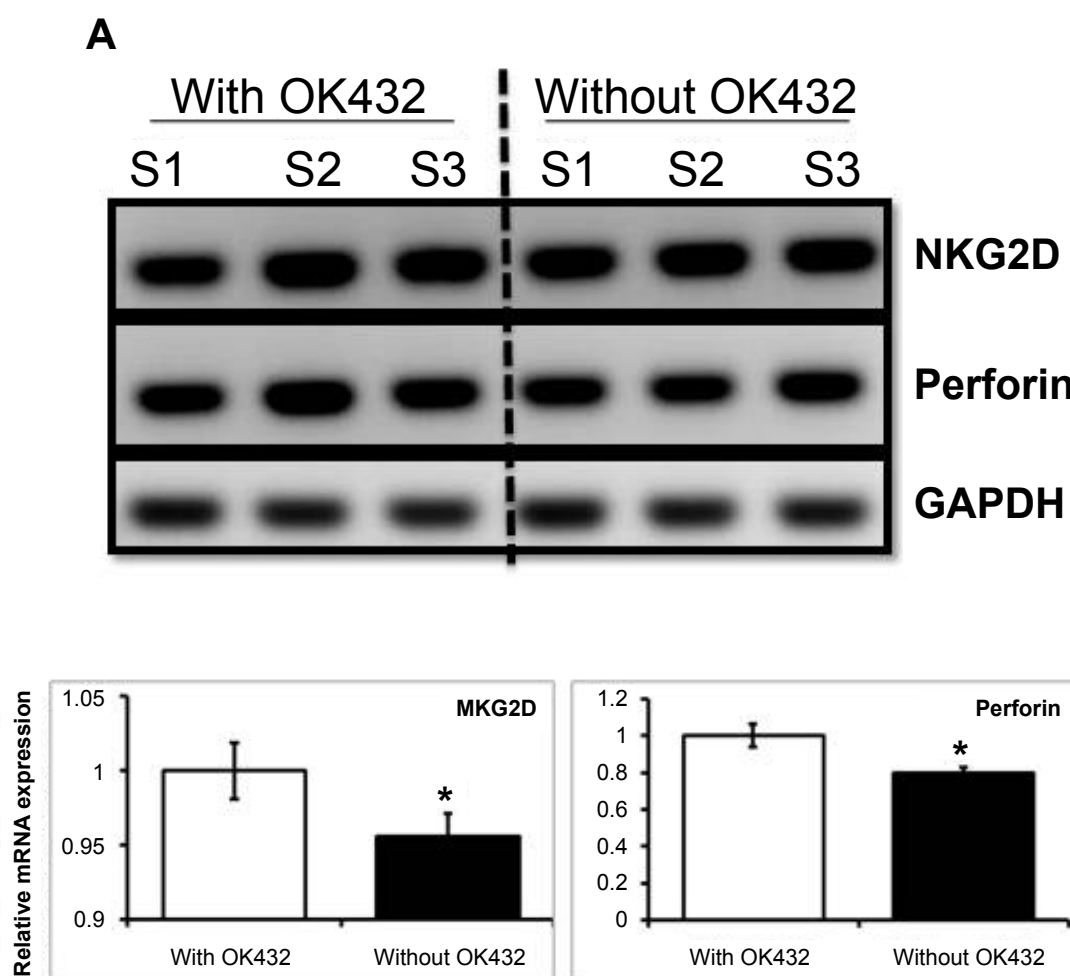 A
With OK432 Without OK432
S1 S2 S3 S1 S2 S3
NKG2D
Perforin
GAPDH
Relative mRNA expression
1.05
1
0.95
0.9
MKG2D
*
With OK432 Without OK432
1.2
1
0.8
0.6
0.4
0.2
0
Perforin
*
With OK432 Without OK432